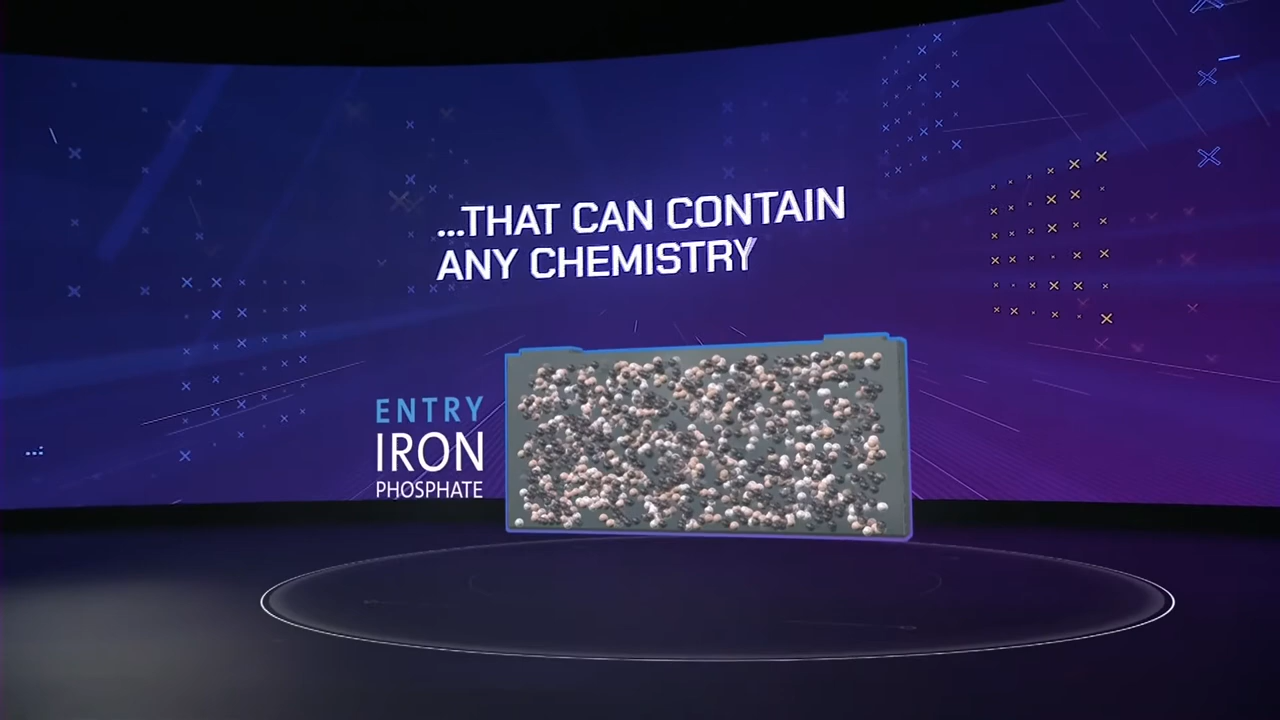 ...THAT CAN CONTAIN
ANY CHEMISTRY
ENTRY
IRON
PHOSPHATE